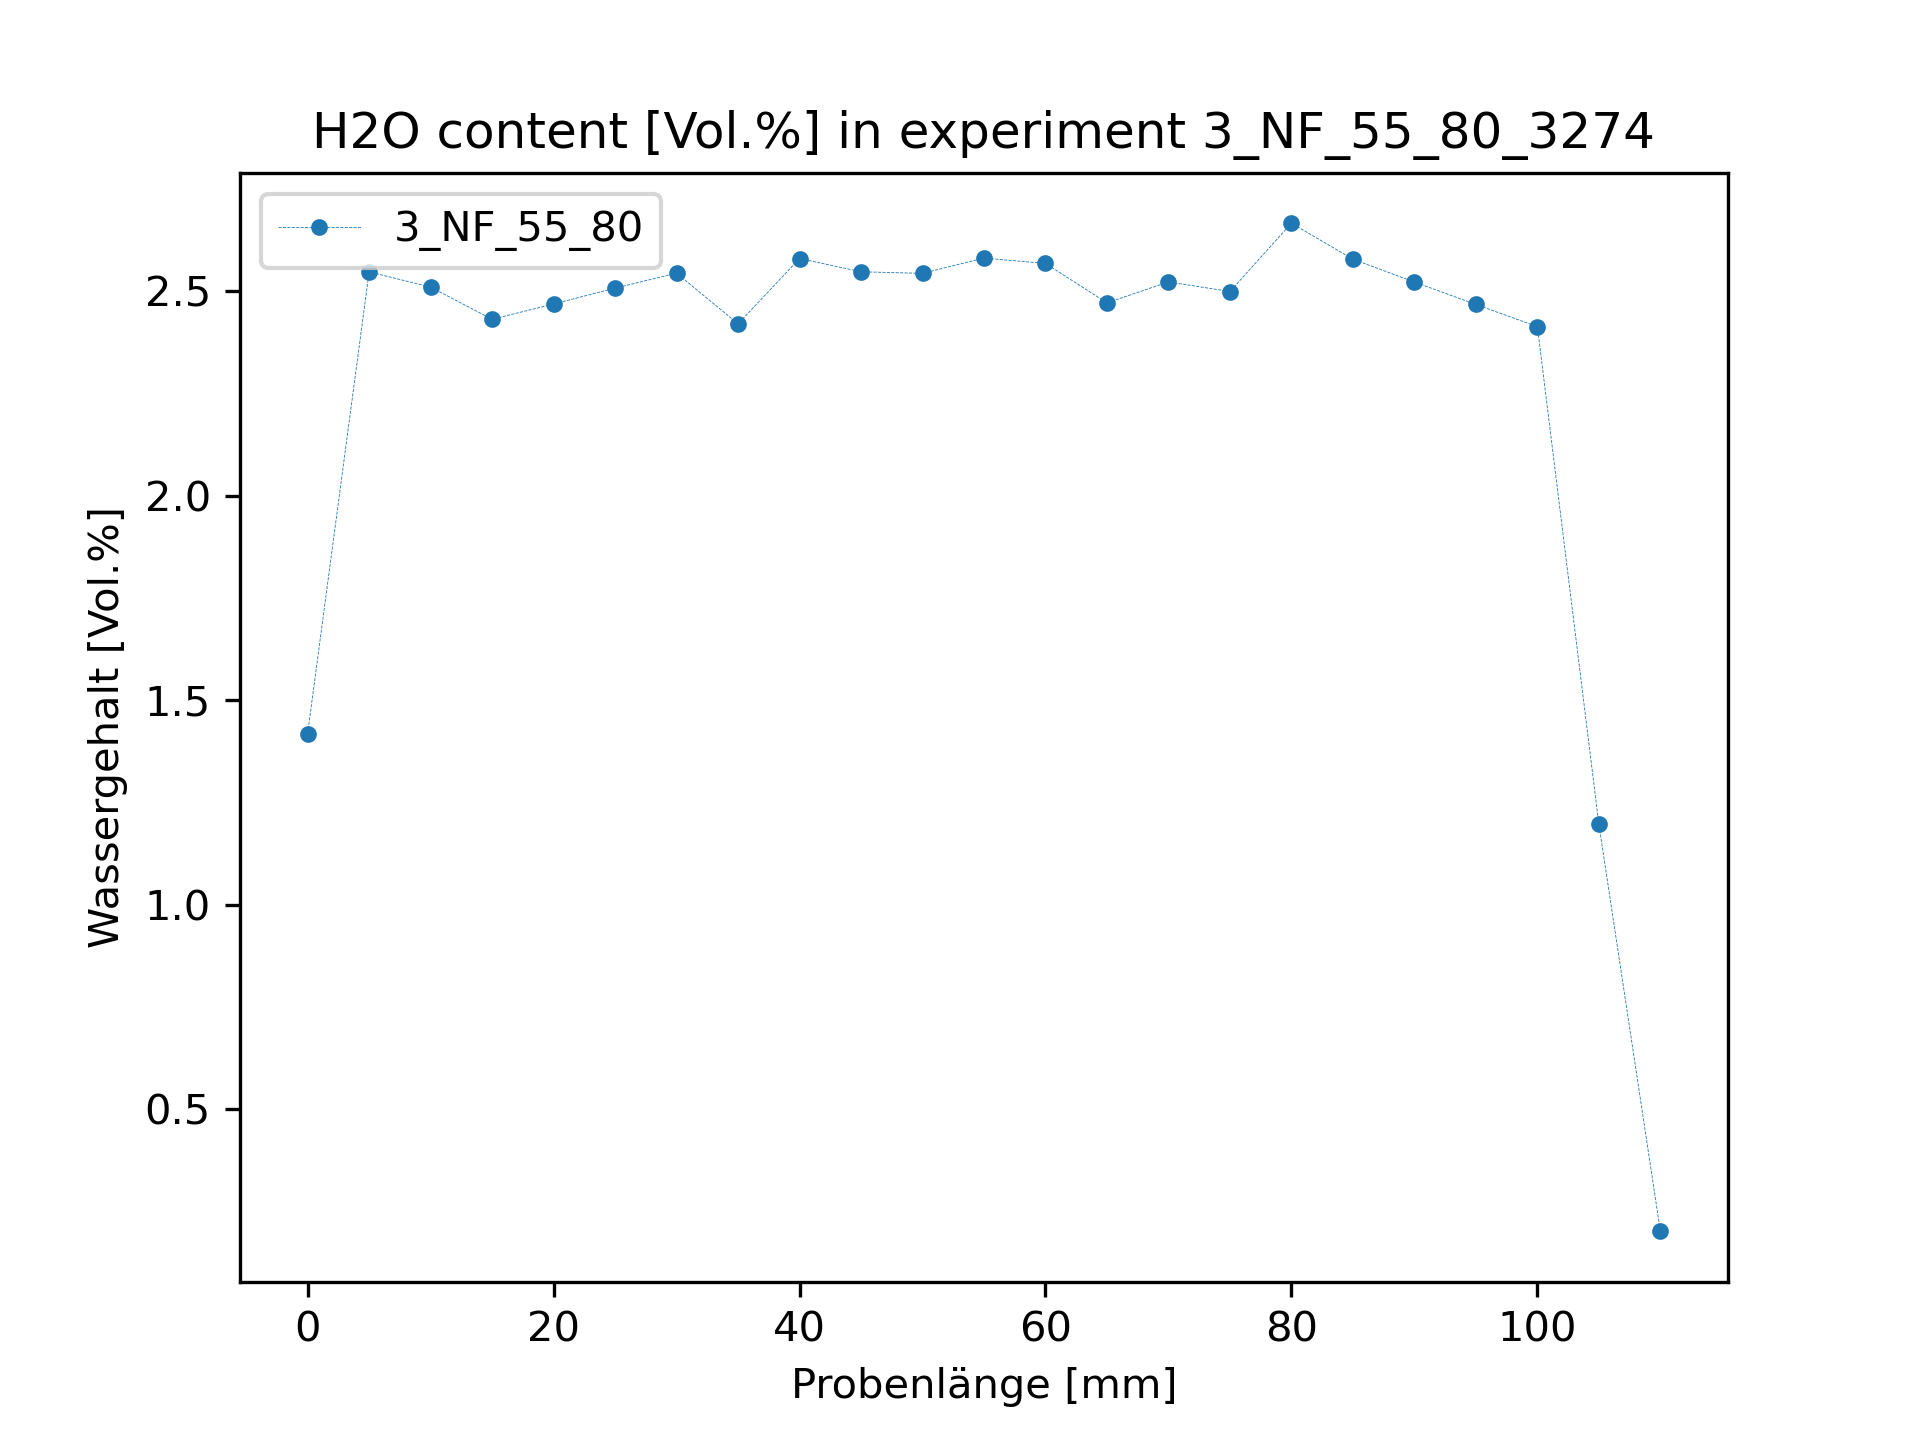 H2O content [Vol.%] in experiment 3_NF_55_80_3274
3_NF_55_80
2.5
2.0
1.5
1.0
0.5
Wassergehalt [Vol.%]
0 20 40 60 80 100
Probenlänge [mm]